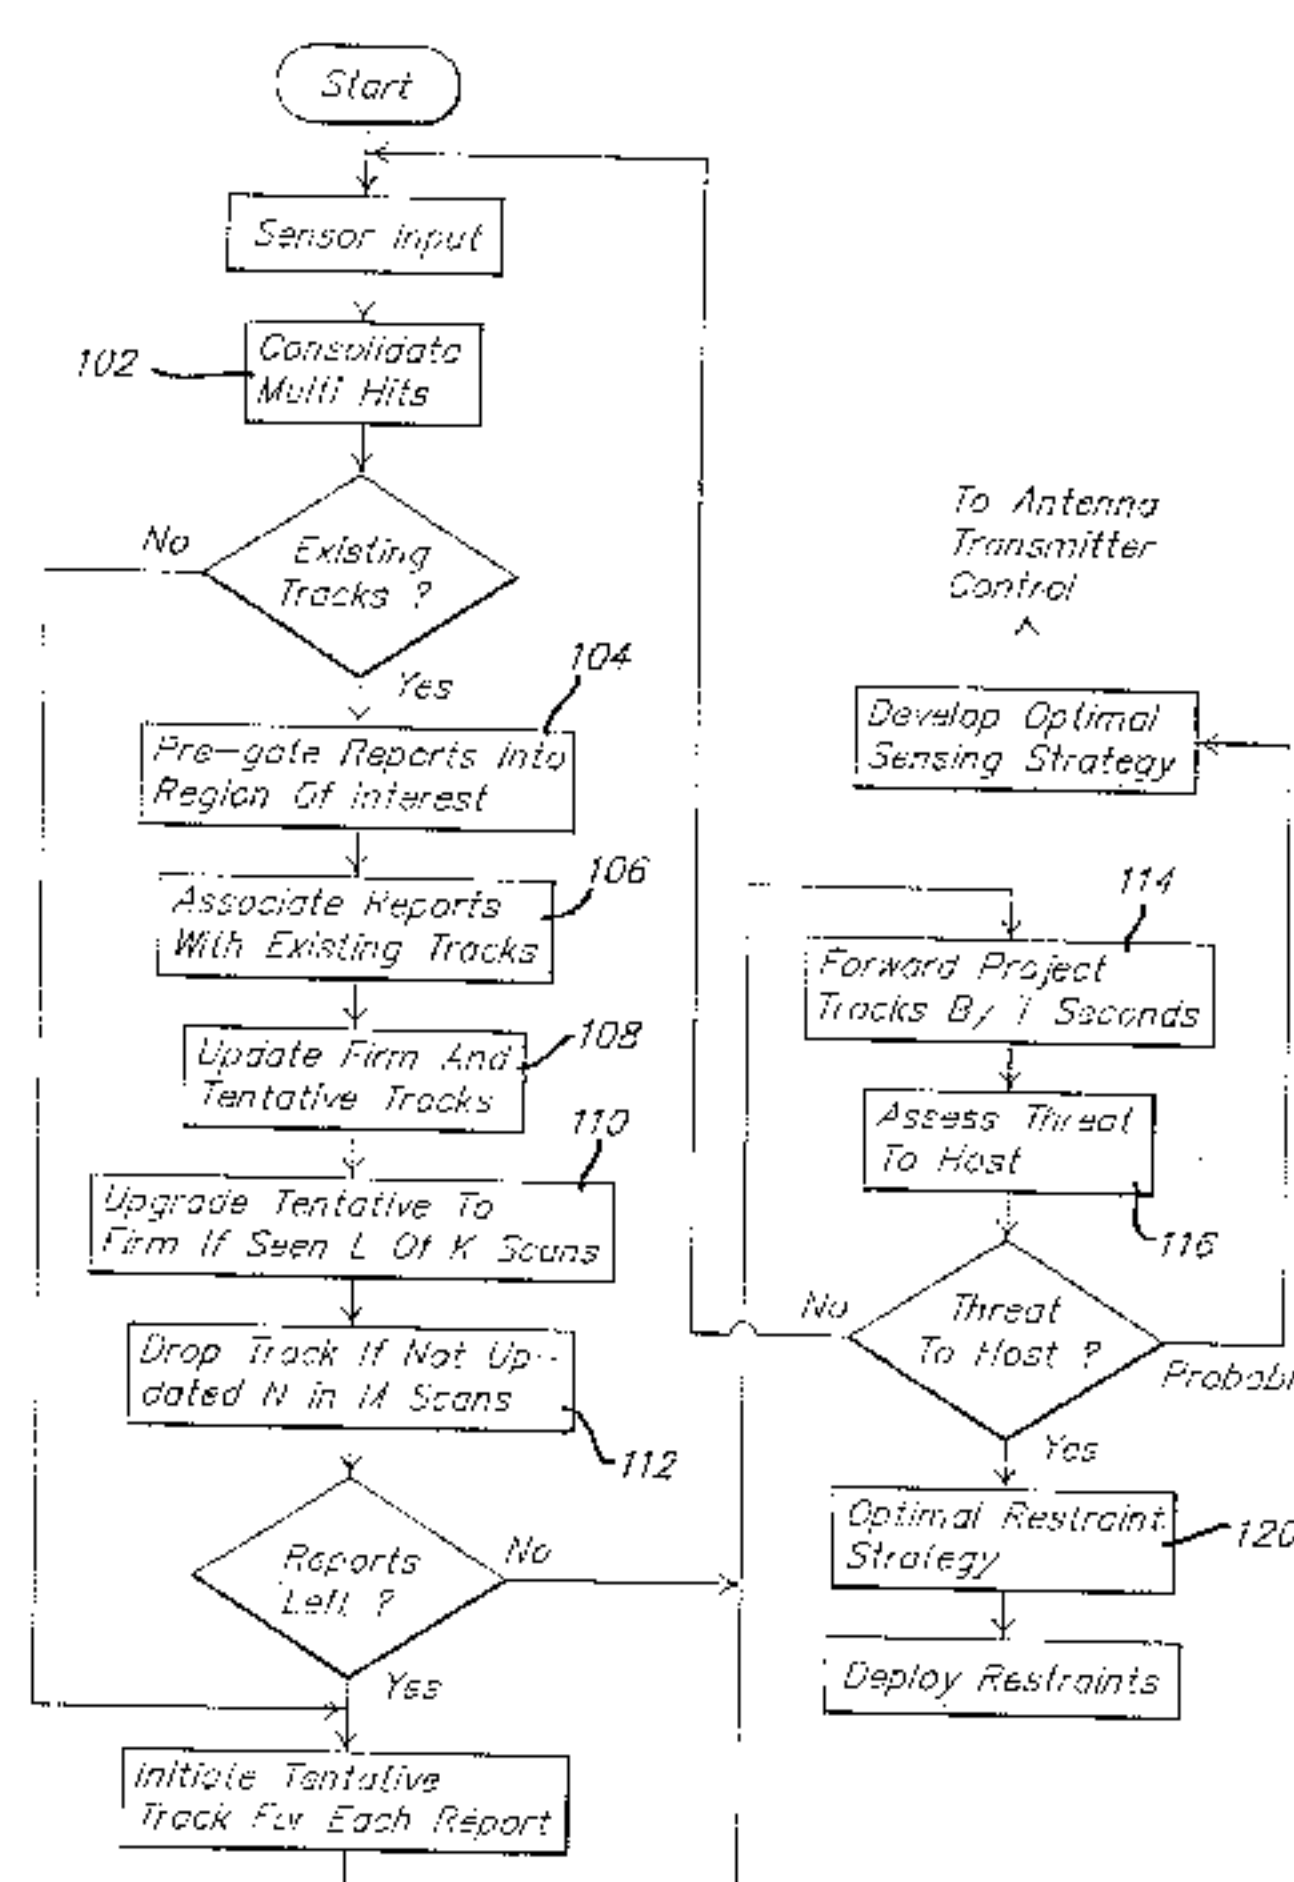 Start
Sensor Input
102
Consolidate
Multi Hits
No
Existing
Tracks ?
Yes
104
Pre-gate Reports Into
Region Of Interest
106
Associate Reports
With Existing Tracks
108
Update Firm And
Tentative Tracks
110
Upgrade Tentative To
Firm If Seen L Of K Scans
Drop Track If Not Up-
dated N in M Scans
112
Reports
Left ?
No
Yes
Initiate Tentative
Track For Each Report
To Antenna
Transmitter
Control
Develop Optimal
Sensing Strategy
114
Forward Project
Tracks By T Seconds
Assess Threat
To Host
116
No
Threat
To Host ?
Probabl
Yes
Optimal Restraint
Strategy
120
Deploy Restraints